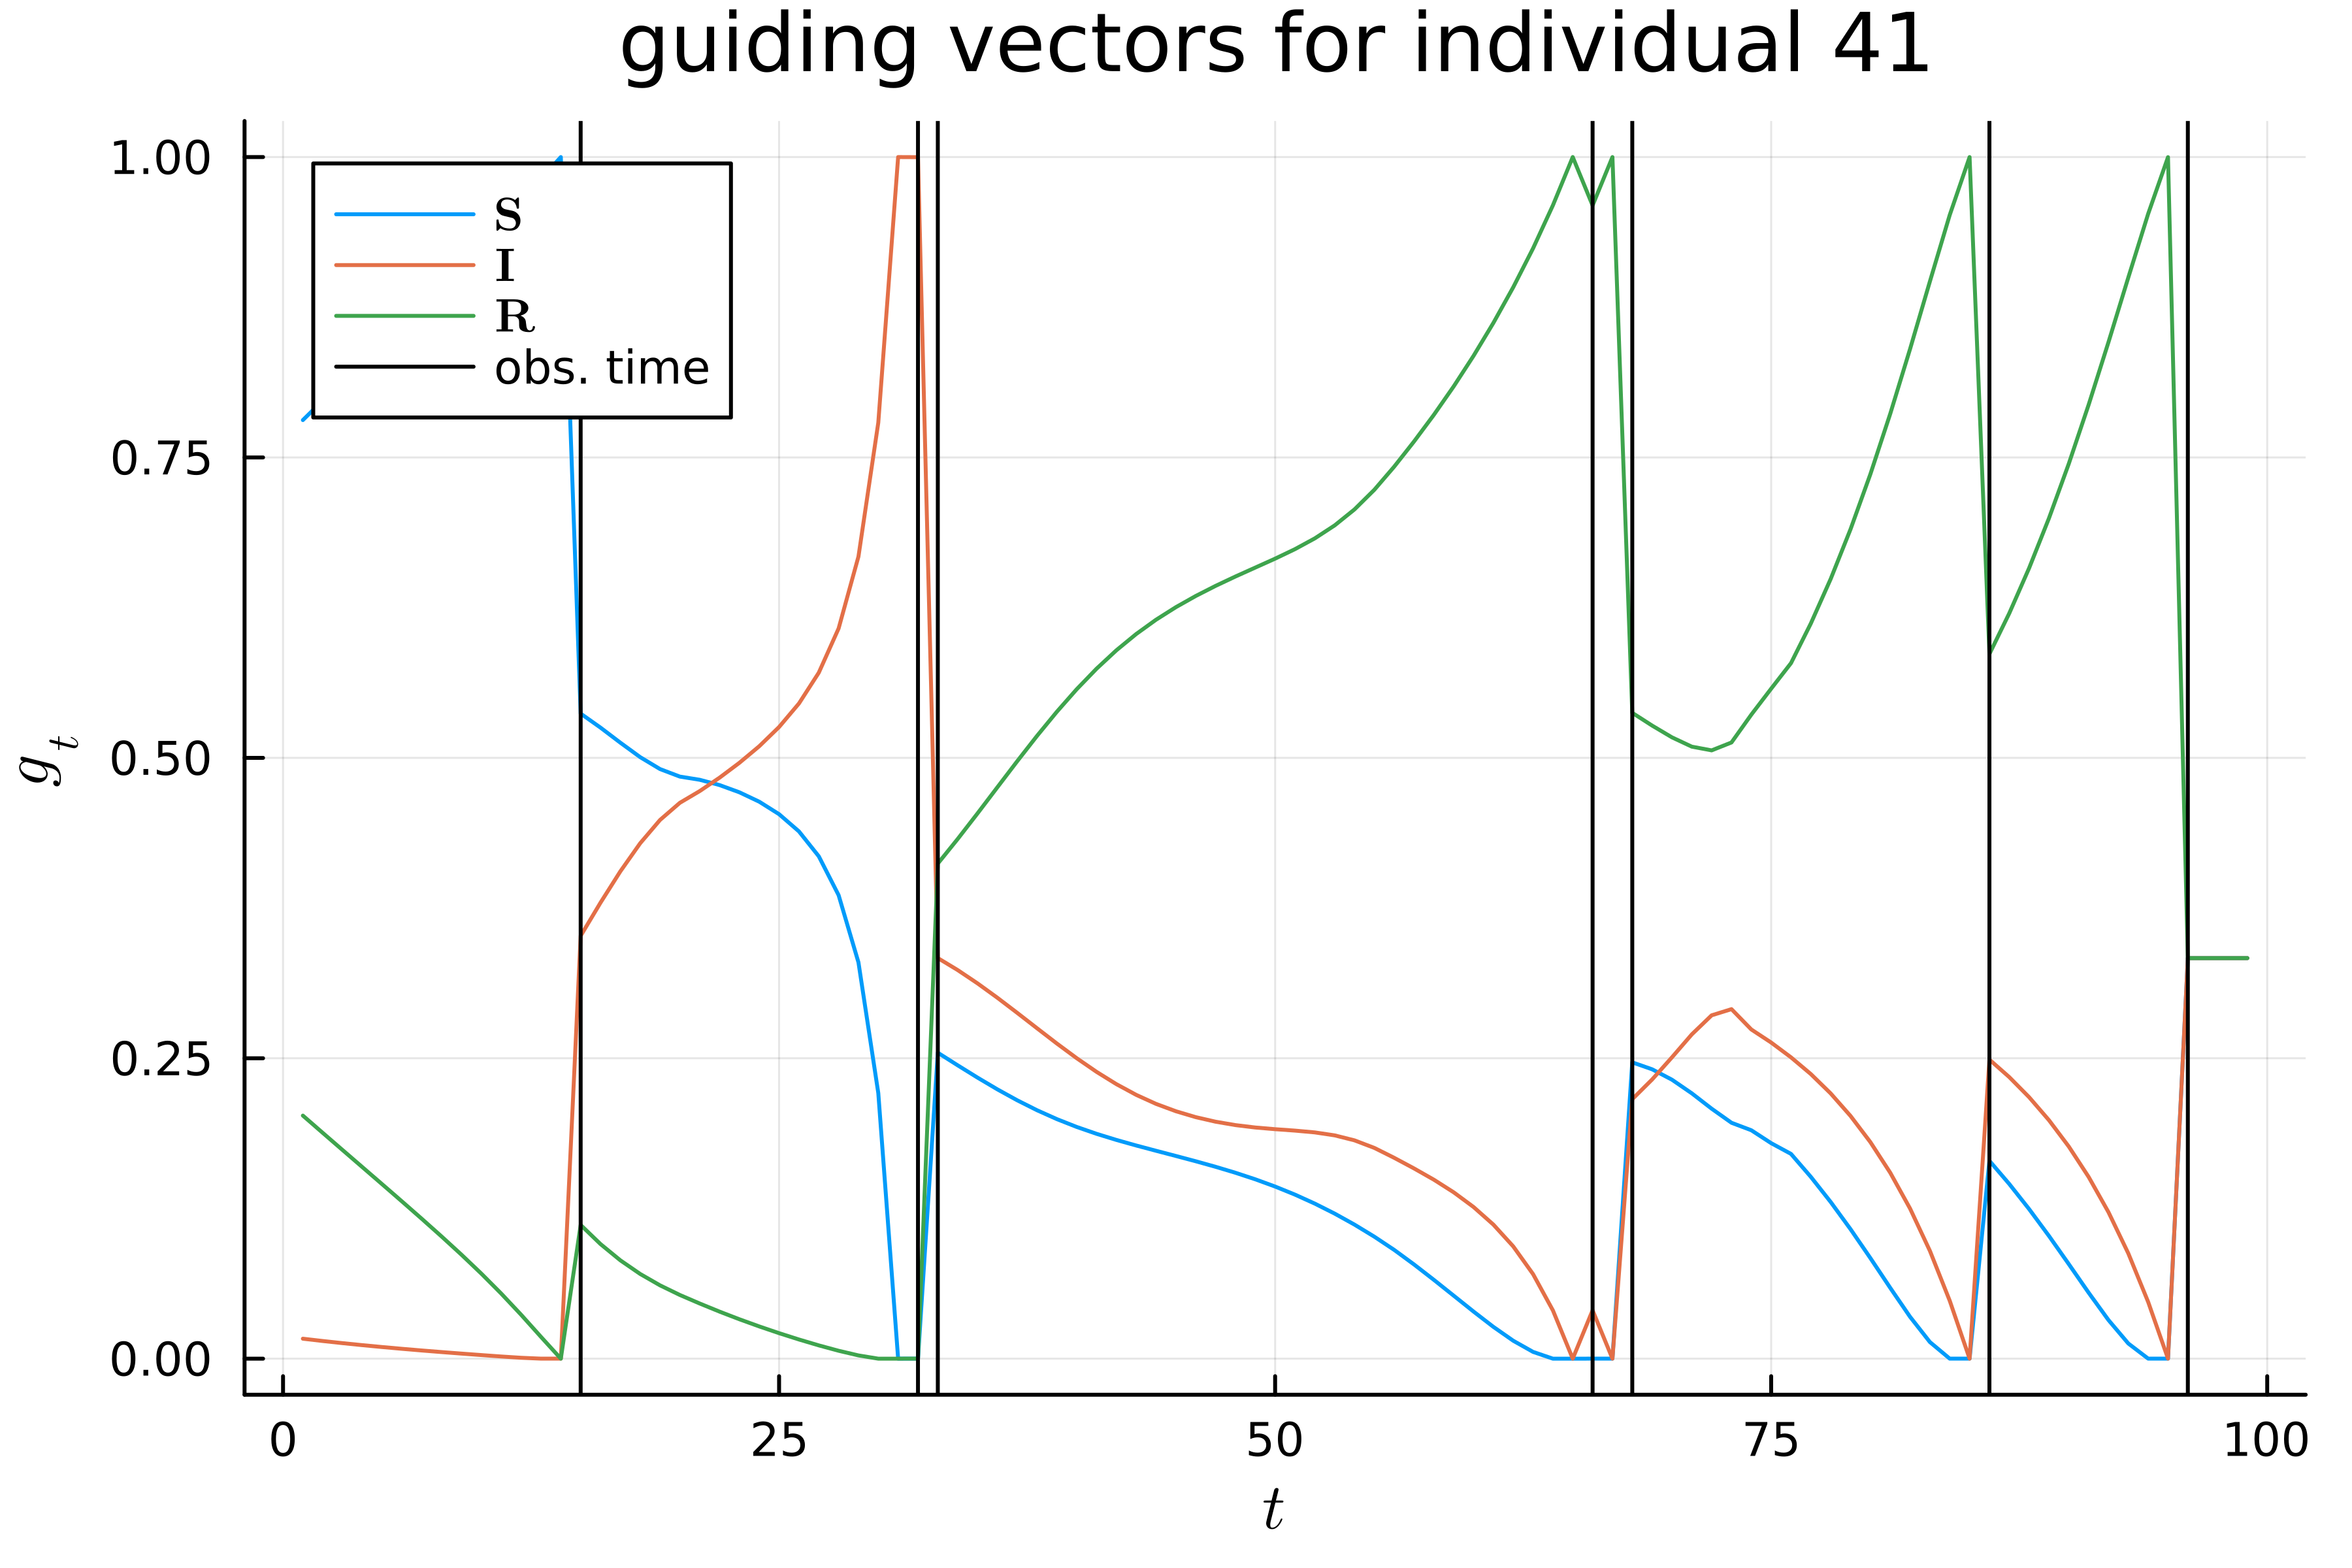 guiding vectors for individual 41
1.00
0.75
0.50
0.25
0.00
S
I
R
obs. time
g_t
0 25 50 75 100
t